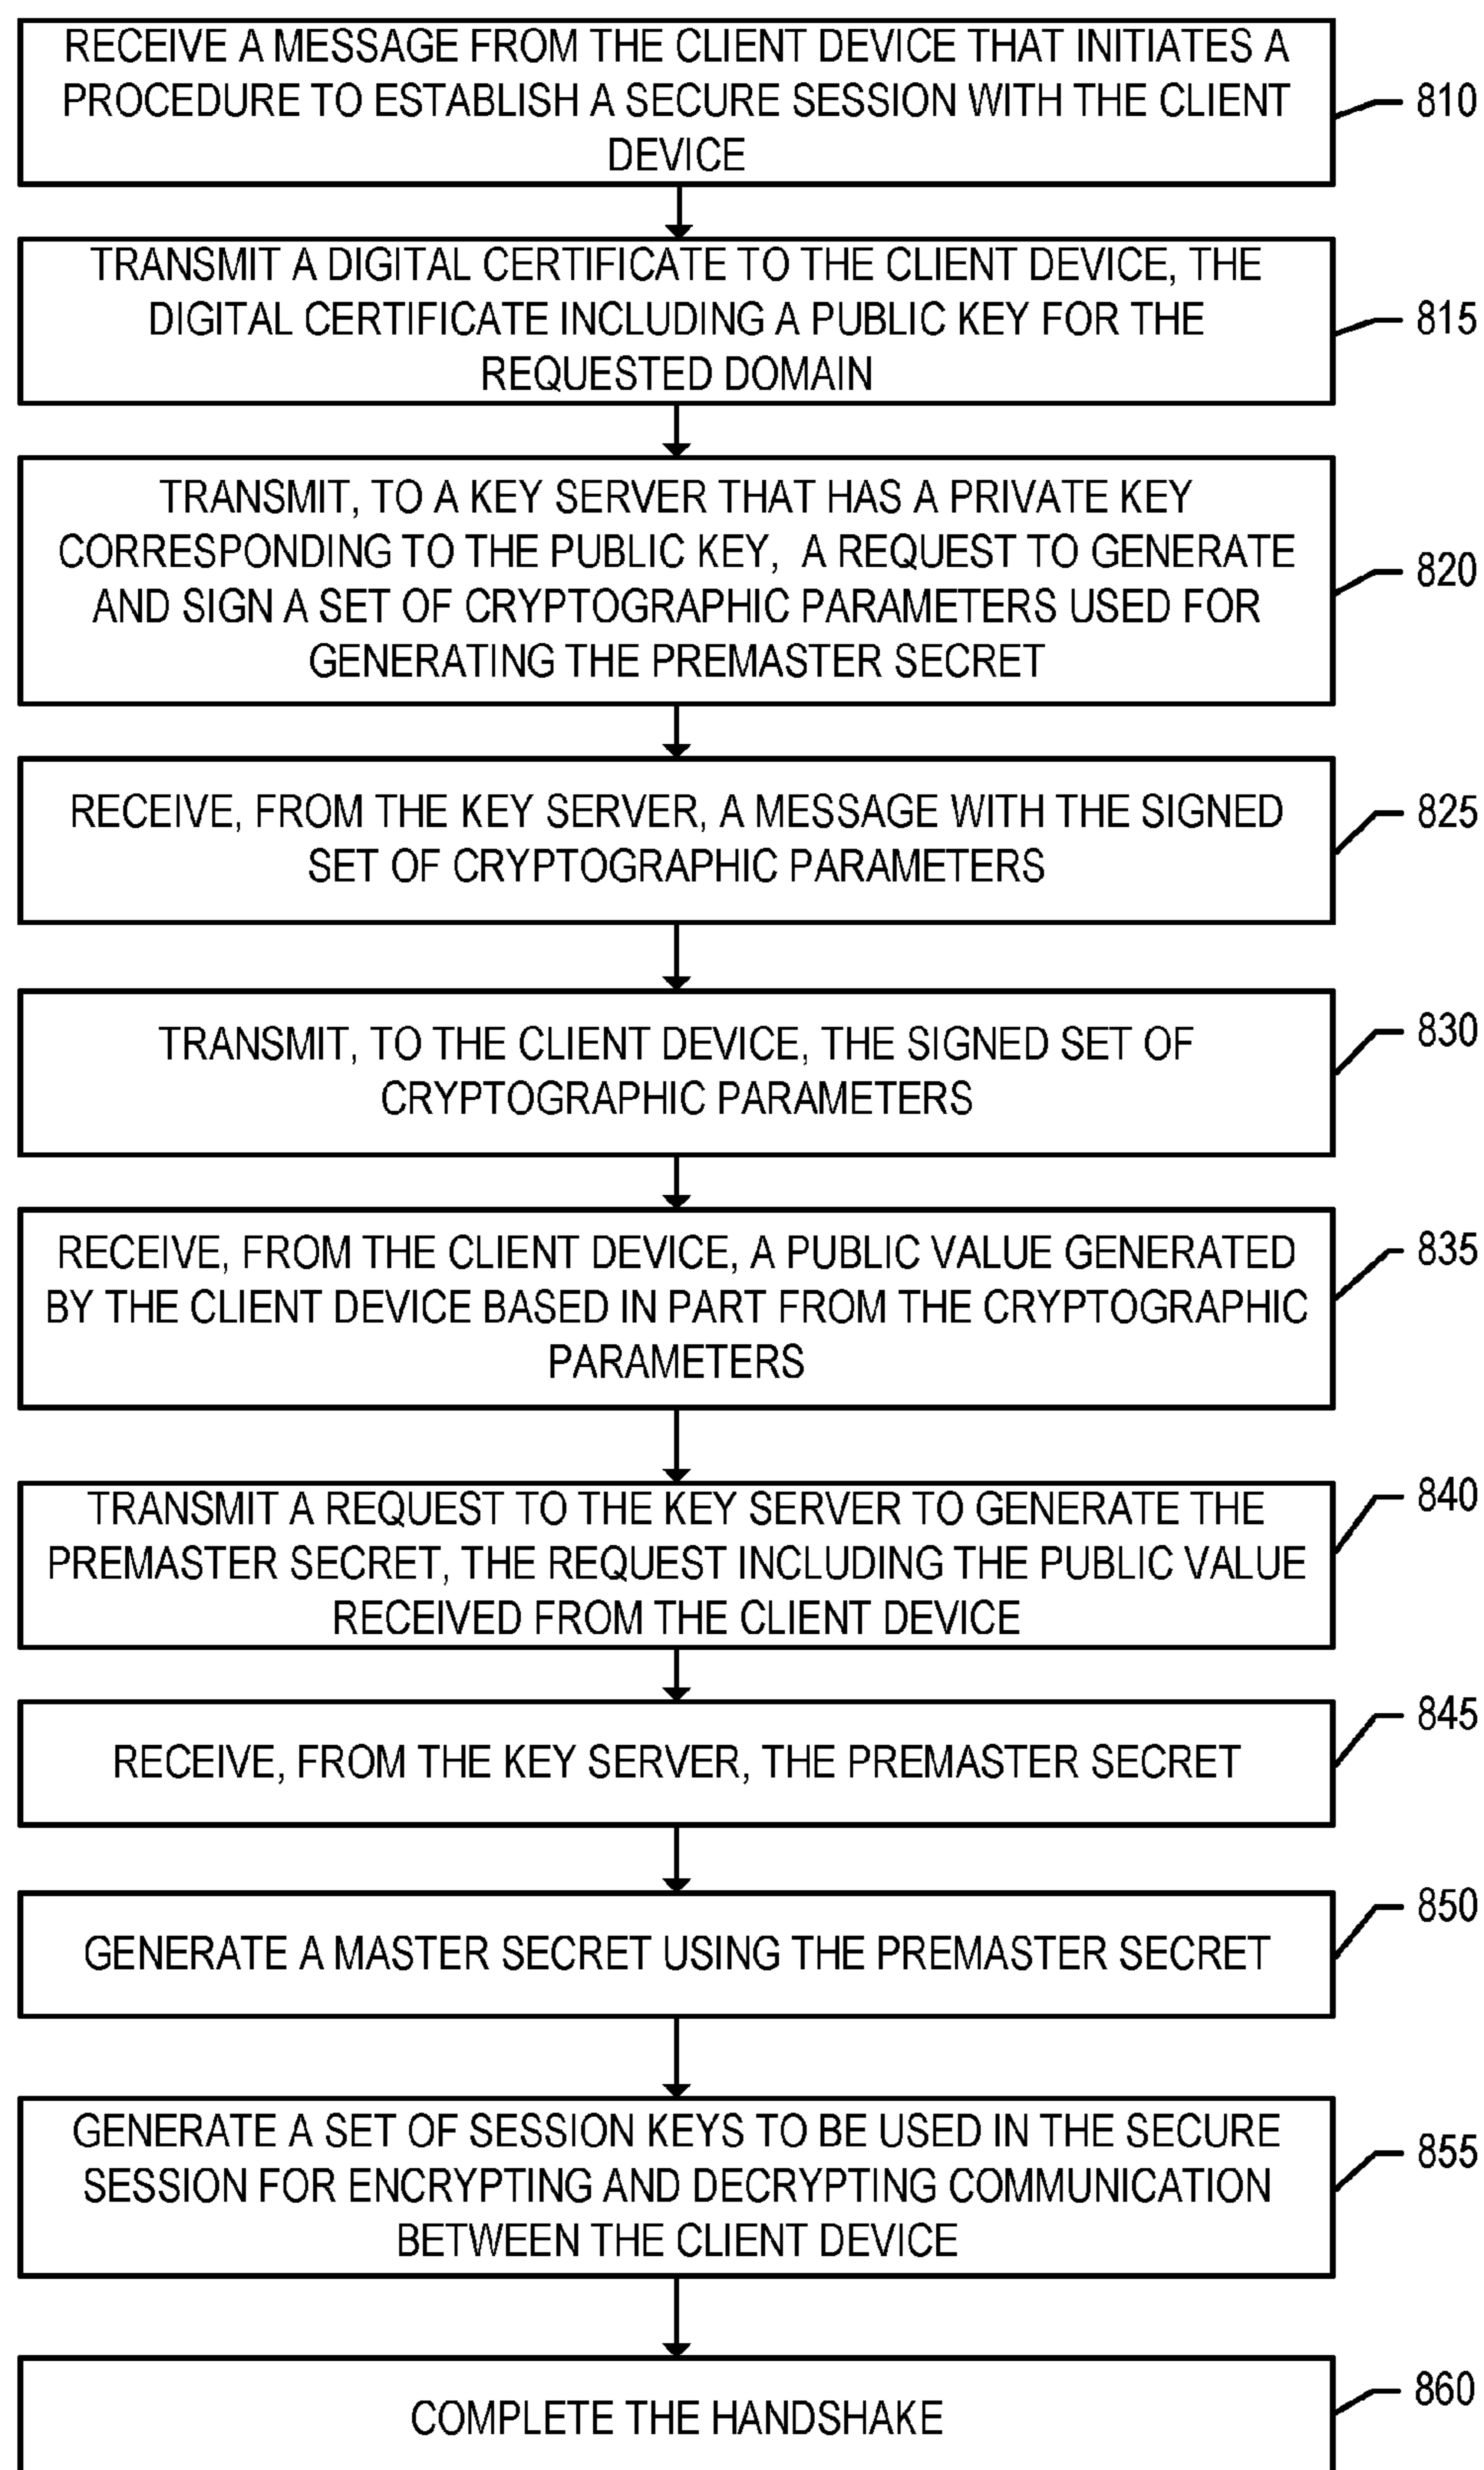 RECEIVE A MESSAGE FROM THE CLIENT DEVICE THAT INITIATES A
PROCEDURE TO ESTABLISH A SECURE SESSION WITH THE CLIENT
DEVICE
810
TRANSMIT A DIGITAL CERTIFICATE TO THE CLIENT DEVICE, THE
DIGITAL CERTIFICATE INCLUDING A PUBLIC KEY FOR THE
REQUESTED DOMAIN
815
TRANSMIT, TO A KEY SERVER THAT HAS A PRIVATE KEY
CORRESPONDING TO THE PUBLIC KEY, A REQUEST TO GENERATE
AND SIGN A SET OF CRYPTOGRAPHIC PARAMETERS USED FOR
GENERATING THE PREMASTER SECRET
820
RECEIVE, FROM THE KEY SERVER, A MESSAGE WITH THE SIGNED
SET OF CRYPTOGRAPHIC PARAMETERS
825
TRANSMIT, TO THE CLIENT DEVICE, THE SIGNED SET OF
CRYPTOGRAPHIC PARAMETERS
830
RECEIVE, FROM THE CLIENT DEVICE, A PUBLIC VALUE GENERATED
BY THE CLIENT DEVICE BASED IN PART FROM THE CRYPTOGRAPHIC
PARAMETERS
835
TRANSMIT A REQUEST TO THE KEY SERVER TO GENERATE THE
PREMASTER SECRET, THE REQUEST INCLUDING THE PUBLIC VALUE
RECEIVED FROM THE CLIENT DEVICE
840
RECEIVE, FROM THE KEY SERVER, THE PREMASTER SECRET
845
GENERATE A MASTER SECRET USING THE PREMASTER SECRET
850
GENERATE A SET OF SESSION KEYS TO BE USED IN THE SECURE
SESSION FOR ENCRYPTING AND DECRYPTING COMMUNICATION
BETWEEN THE CLIENT DEVICE
855
COMPLETE THE HANDSHAKE
860